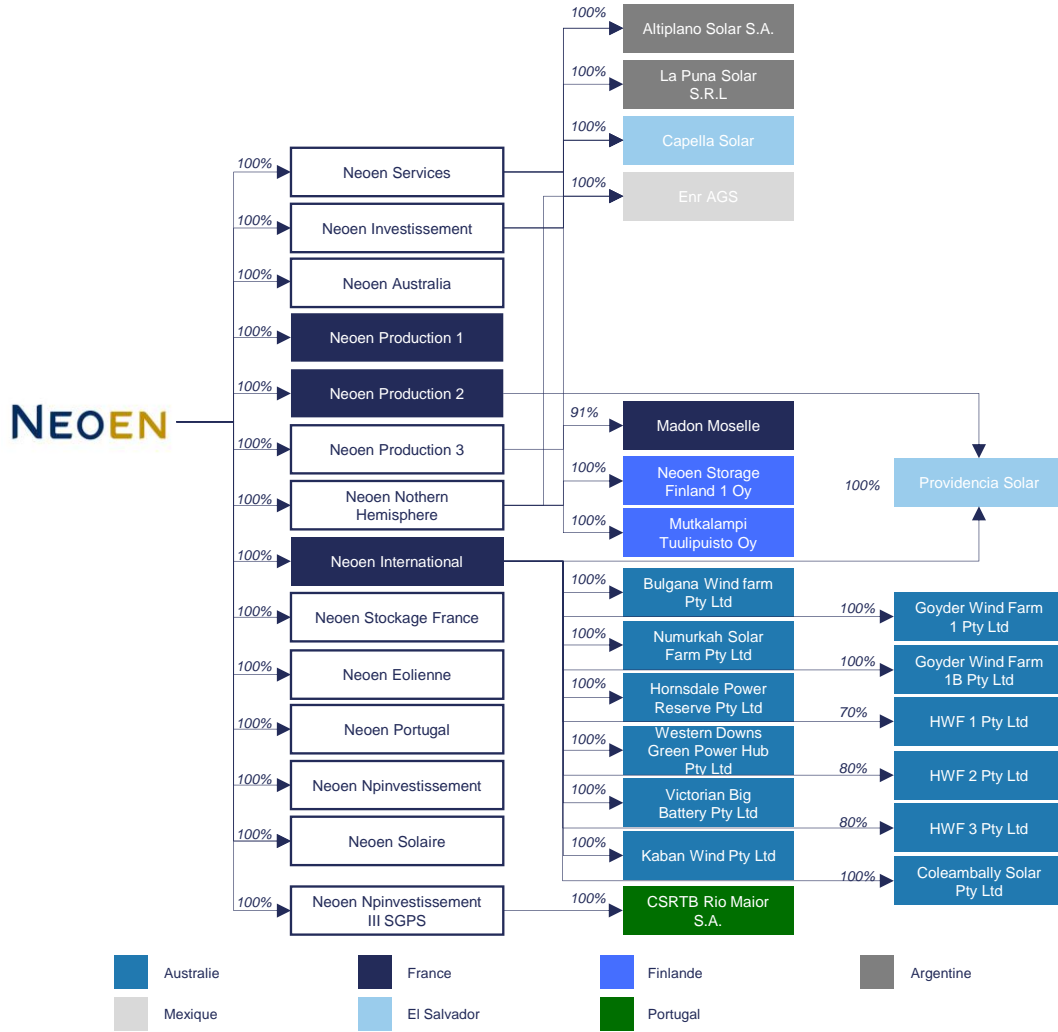 100%
Altiplano Solar S.A.
100%
La Puna Solar
S.R.L
100%
Capella Solar
100%
Enr AGS
100%
Neoen Services
100%
Neoen Investissement
100%
Neoen Australia
100%
Neoen Production 1
100%
Neoen Production 2
NEOEN
100%
Neoen Production 3
91%
Madon Moselle
100%
Neoen Nothern
Hemisphere
100%
Neoen Storage
Finland 1 Oy
100%
Providencia Solar
100%
Mutkalampi
Tuulipuisto Oy
100%
Neoen International
100%
Bulgana Wind farm
Pty Ltd
100%
Goyder Wind Farm
1 Pty Ltd
100%
Neoen Stockage France
100%
Numurkah Solar
Farm Pty Ltd
100%
Goyder Wind Farm
1B Pty Ltd
100%
Neoen Eolienne
100%
Hornsdale Power
Reserve Pty Ltd
70%
HWF 1 Pty Ltd
100%
Neoen Portugal
100%
Western Downs
Green Power Hub
Pty Ltd
80%
HWF 2 Pty Ltd
100%
Neoen Npinvestissement
100%
Victorian Big
Battery Pty Ltd
80%
HWF 3 Pty Ltd
100%
Neoen Solaire
100%
Kaban Wind Pty Ltd
100%
Coleambally Solar
Pty Ltd
100%
Neoen Npinvestissement
III SGPS
100%
CSRTB Rio Maior
S.A.
Australie
France
Finlande
Argentine
Mexique
El Salvador
Portugal